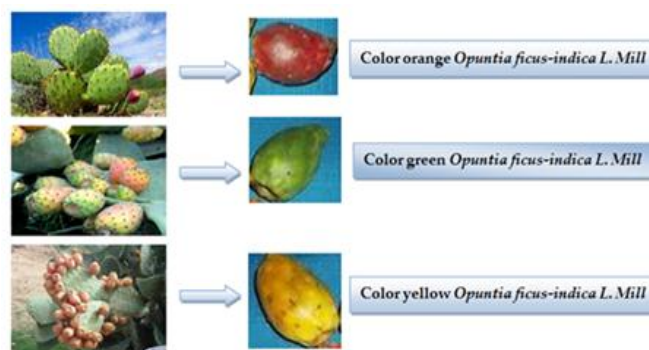 Color orange Opuntia ficus-indica L. Mill
Color green Opuntia ficus-indica L. Mill
Color yellow Opuntia ficus-indica L. Mill